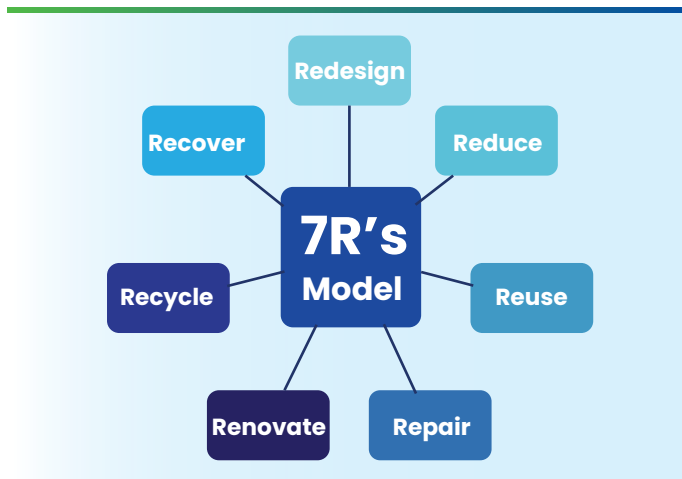 Redesign
Recover
Reduce
7R's
Model
Recycle
Reuse
Renovate
Repair